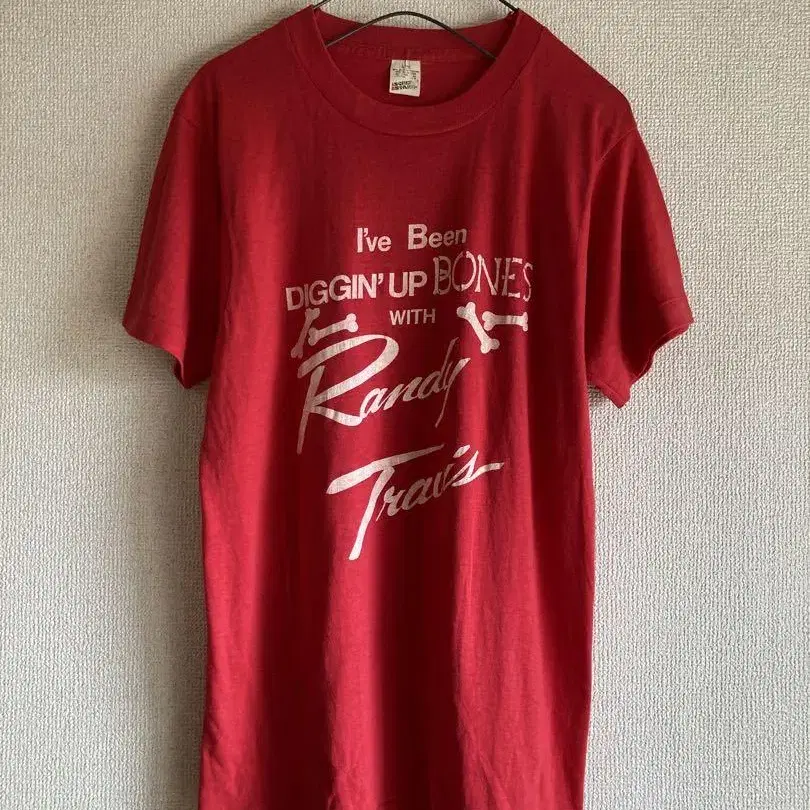 I've Been
DIGGIN' UP BONES
WITH
Randy
Travis